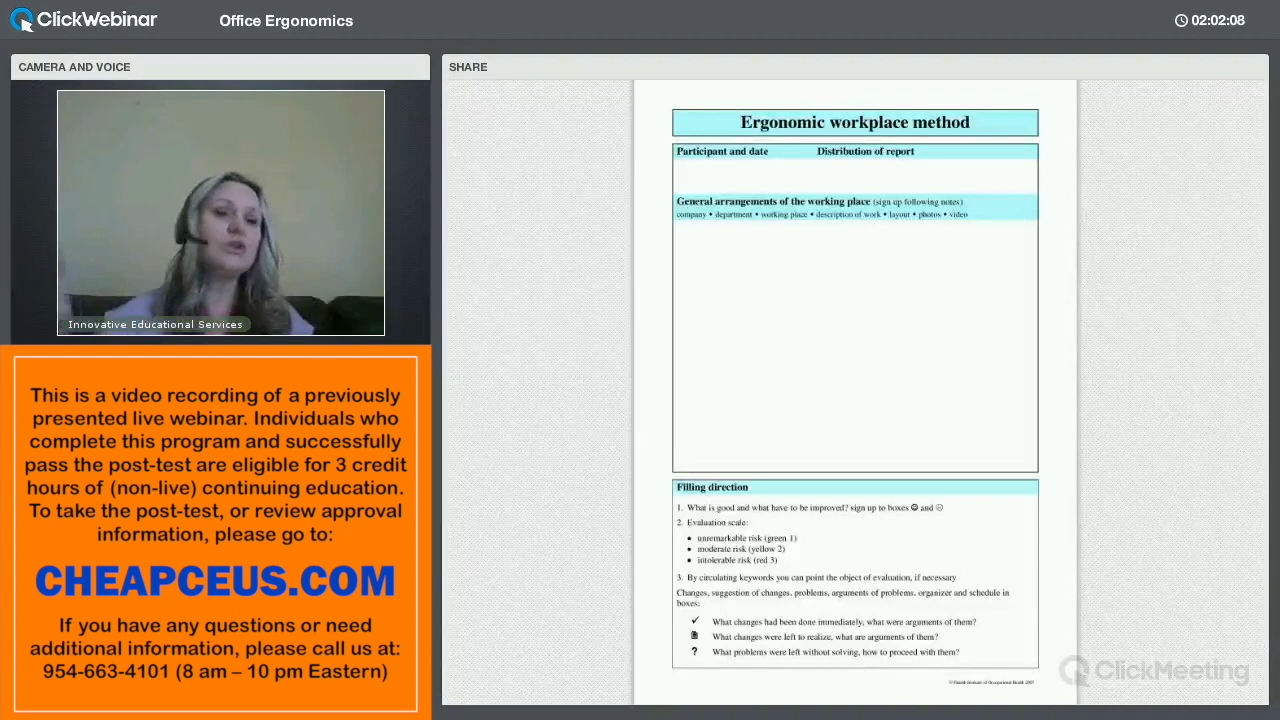 ClickWebinar
Office Ergonomics
02:02:08
CAMERA AND VOICE
Innovative Educational Services
This is a video recording of a previously
presented live webinar. Individuals who
complete this program and successfully
pass the post-test are eligible for 3 credit
hours of (non-live) continuing education.
To take the post-test, or review approval
information, please go to:
CHEAPCEUS.COM
If you have any questions or need
additional information, please call us at:
954-663-4101 (8 am – 10 pm Eastern)
SHARE
Ergonomic workplace method
Participant and date Distribution of report
General arrangements of the working place (sign up following notes)
company • department • working place • description of work • layout • photos • video
Filling direction
1. What is good and what have to be improved? sign up to boxes ☺ and ☹
2. Evaluation scale:
• unremarkable risk (green 1)
• moderate risk (yellow 2)
• intolerable risk (red 3)
3. By circulating keywords you can point the object of evaluation, if necessary
Changes, suggestion of changes, problems, arguments of problems, organizer and schedule in
boxes:
✓ What changes had been done immediately, what were arguments of them?
What changes were left to realize, what are arguments of them?
? What problems were left without solving, how to proceed with them?
© Finnish Institute of Occupational Health
ClickMeeting